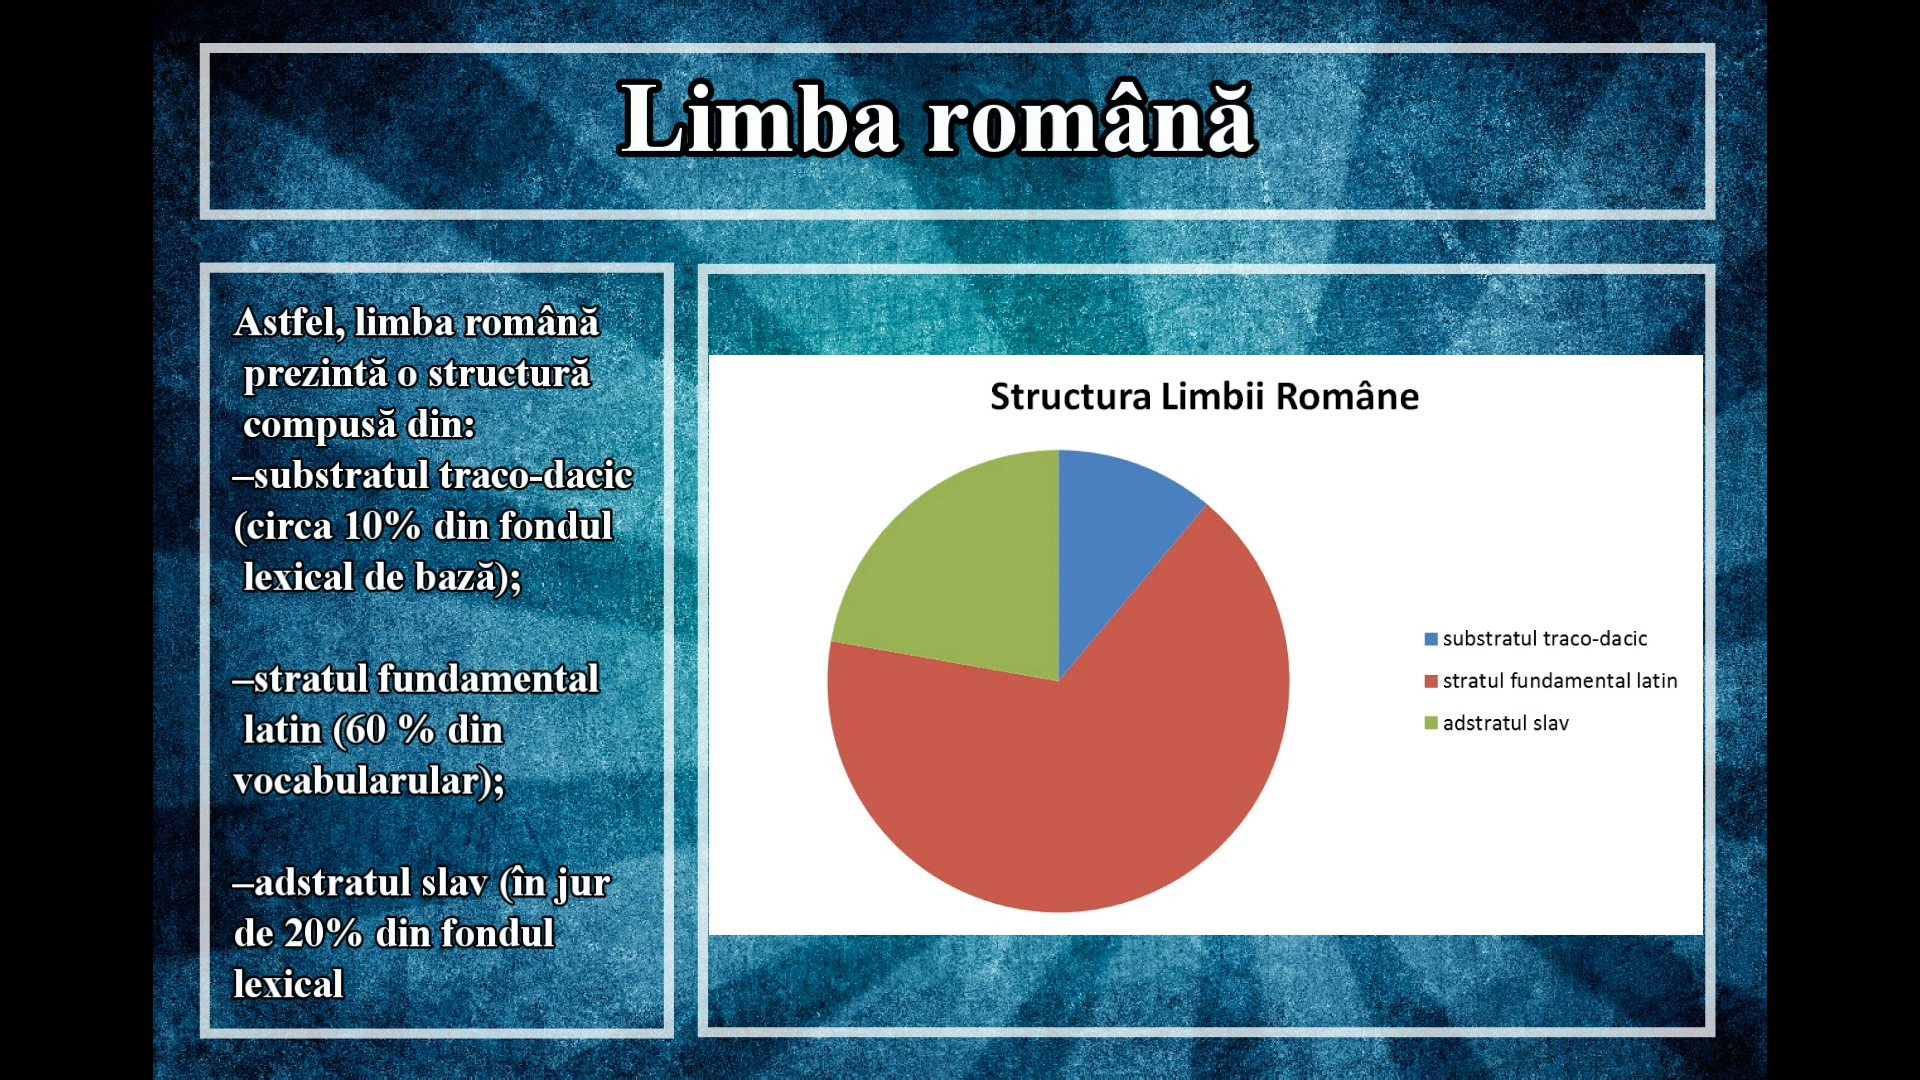 Limba română
Astfel, limba română
prezintă o structură
compusă din:
–substratul traco-dacic
(circa 10% din fondul
lexical de bază);
–stratul fundamental
latin (60 % din
vocabularular);
–adstratul slav (în jur
de 20% din fondul
lexical
Structura Limbii Române
substratul traco-dacic
stratul fundamental latin
adstratul slav